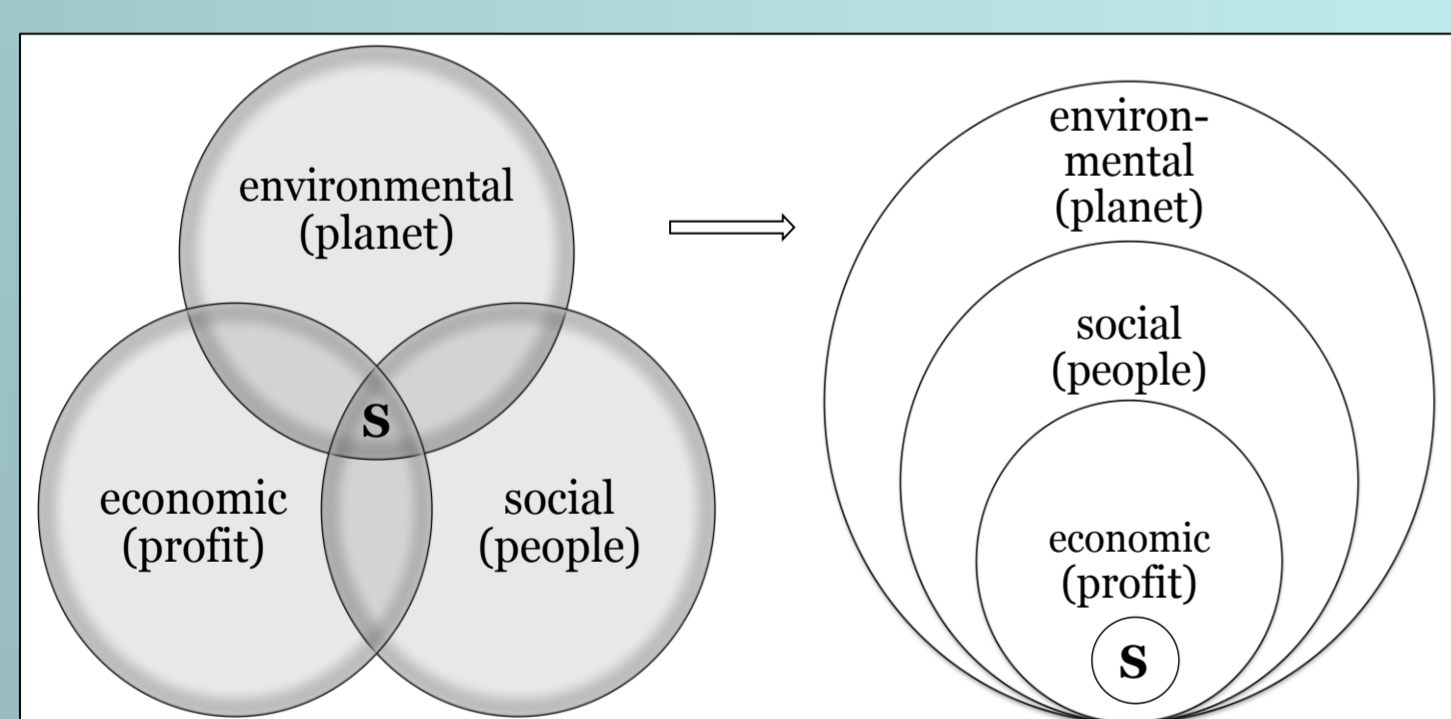 environmental
(planet)
S
economic
(profit)
social
(people)
environ-
mental
(planet)
social
(people)
economic
(profit)
S